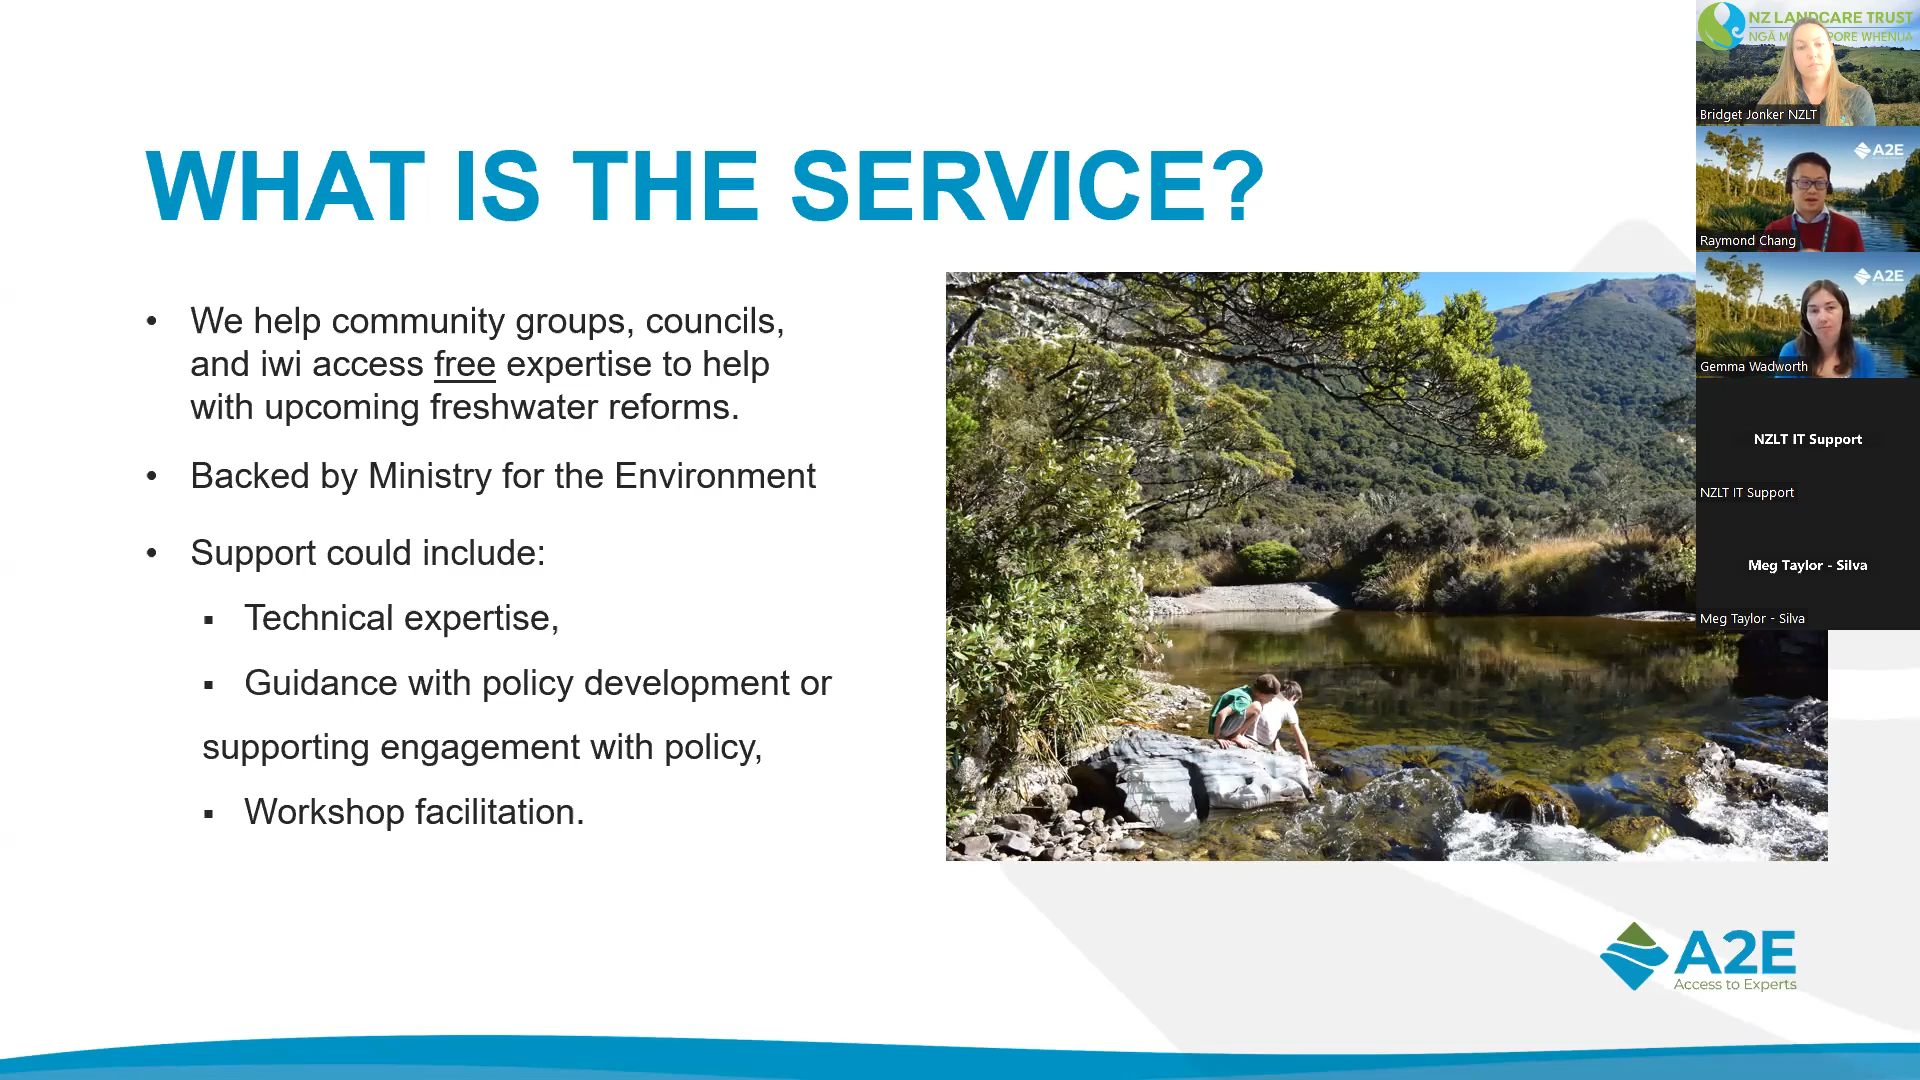 WHAT IS THE SERVICE?
• We help community groups, councils,
and iwi access free expertise to help
with upcoming freshwater reforms.
• Backed by Ministry for the Environment
• Support could include:
▪ Technical expertise,
▪ Guidance with policy development or
supporting engagement with policy,
▪ Workshop facilitation.
A2E
Access to Experts
NZ LANDCARE TRUST
NGĀ M PORE WHENUA
Bridget Jonker NZLT
A2E
Raymond Chang
A2E
Gemma Wadworth
NZLT IT Support
NZLT IT Support
Meg Taylor - Silva
Meg Taylor - Silva